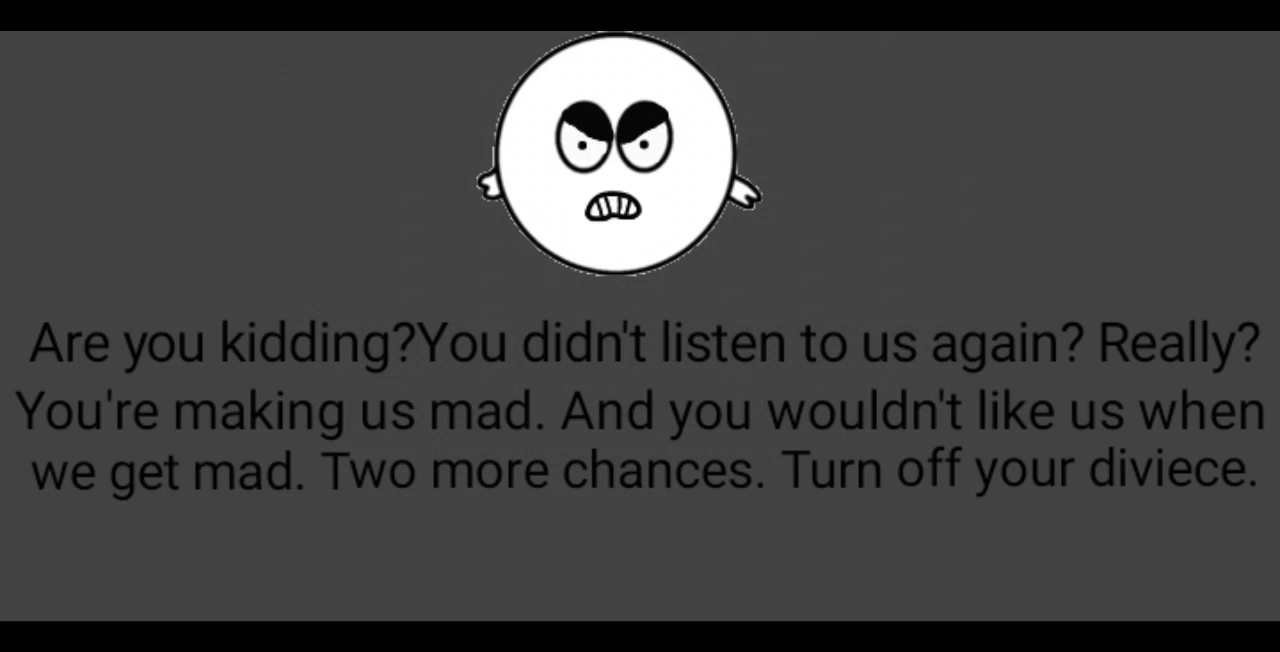 Are you kidding?You didn't listen to us again? Really?
You're making us mad. And you wouldn't like us when
we get mad. Two more chances. Turn off your diviece.